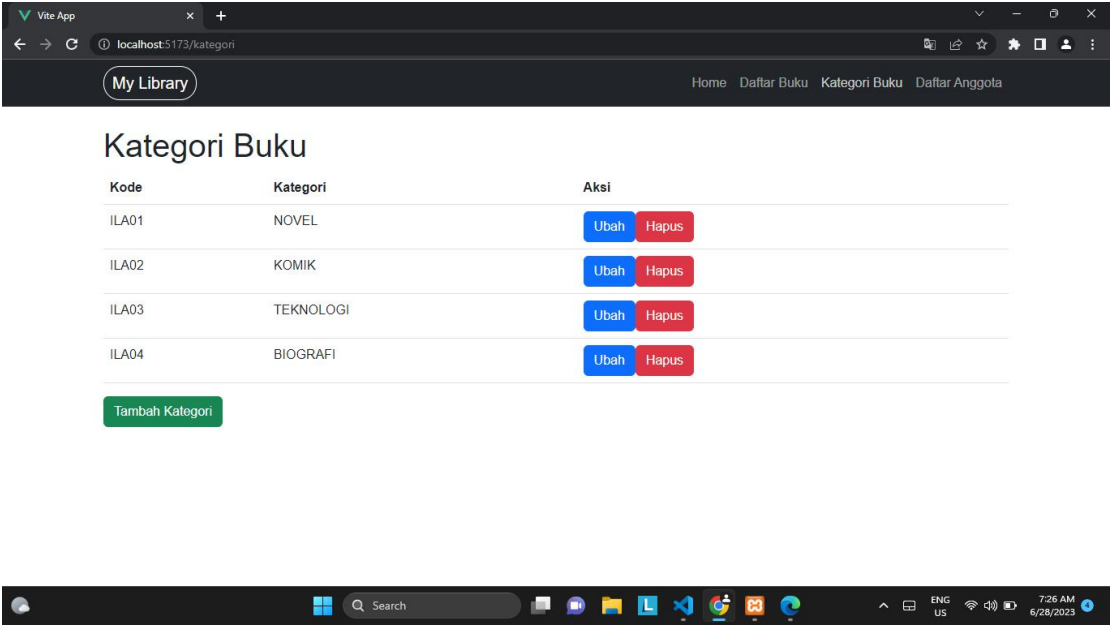 Vite App
localhost:5173/kategori
My Library
Home Daftar Buku Kategori Buku Daftar Anggota
Kategori Buku
Kode Kategori Aksi
ILA01 NOVEL Ubah Hapus
ILA02 KOMIK Ubah Hapus
ILA03 TEKNOLOGI Ubah Hapus
ILA04 BIOGRAFI Ubah Hapus
Tambah Kategori
Search
L
ENG
US
7:26 AM
6/28/2023
4